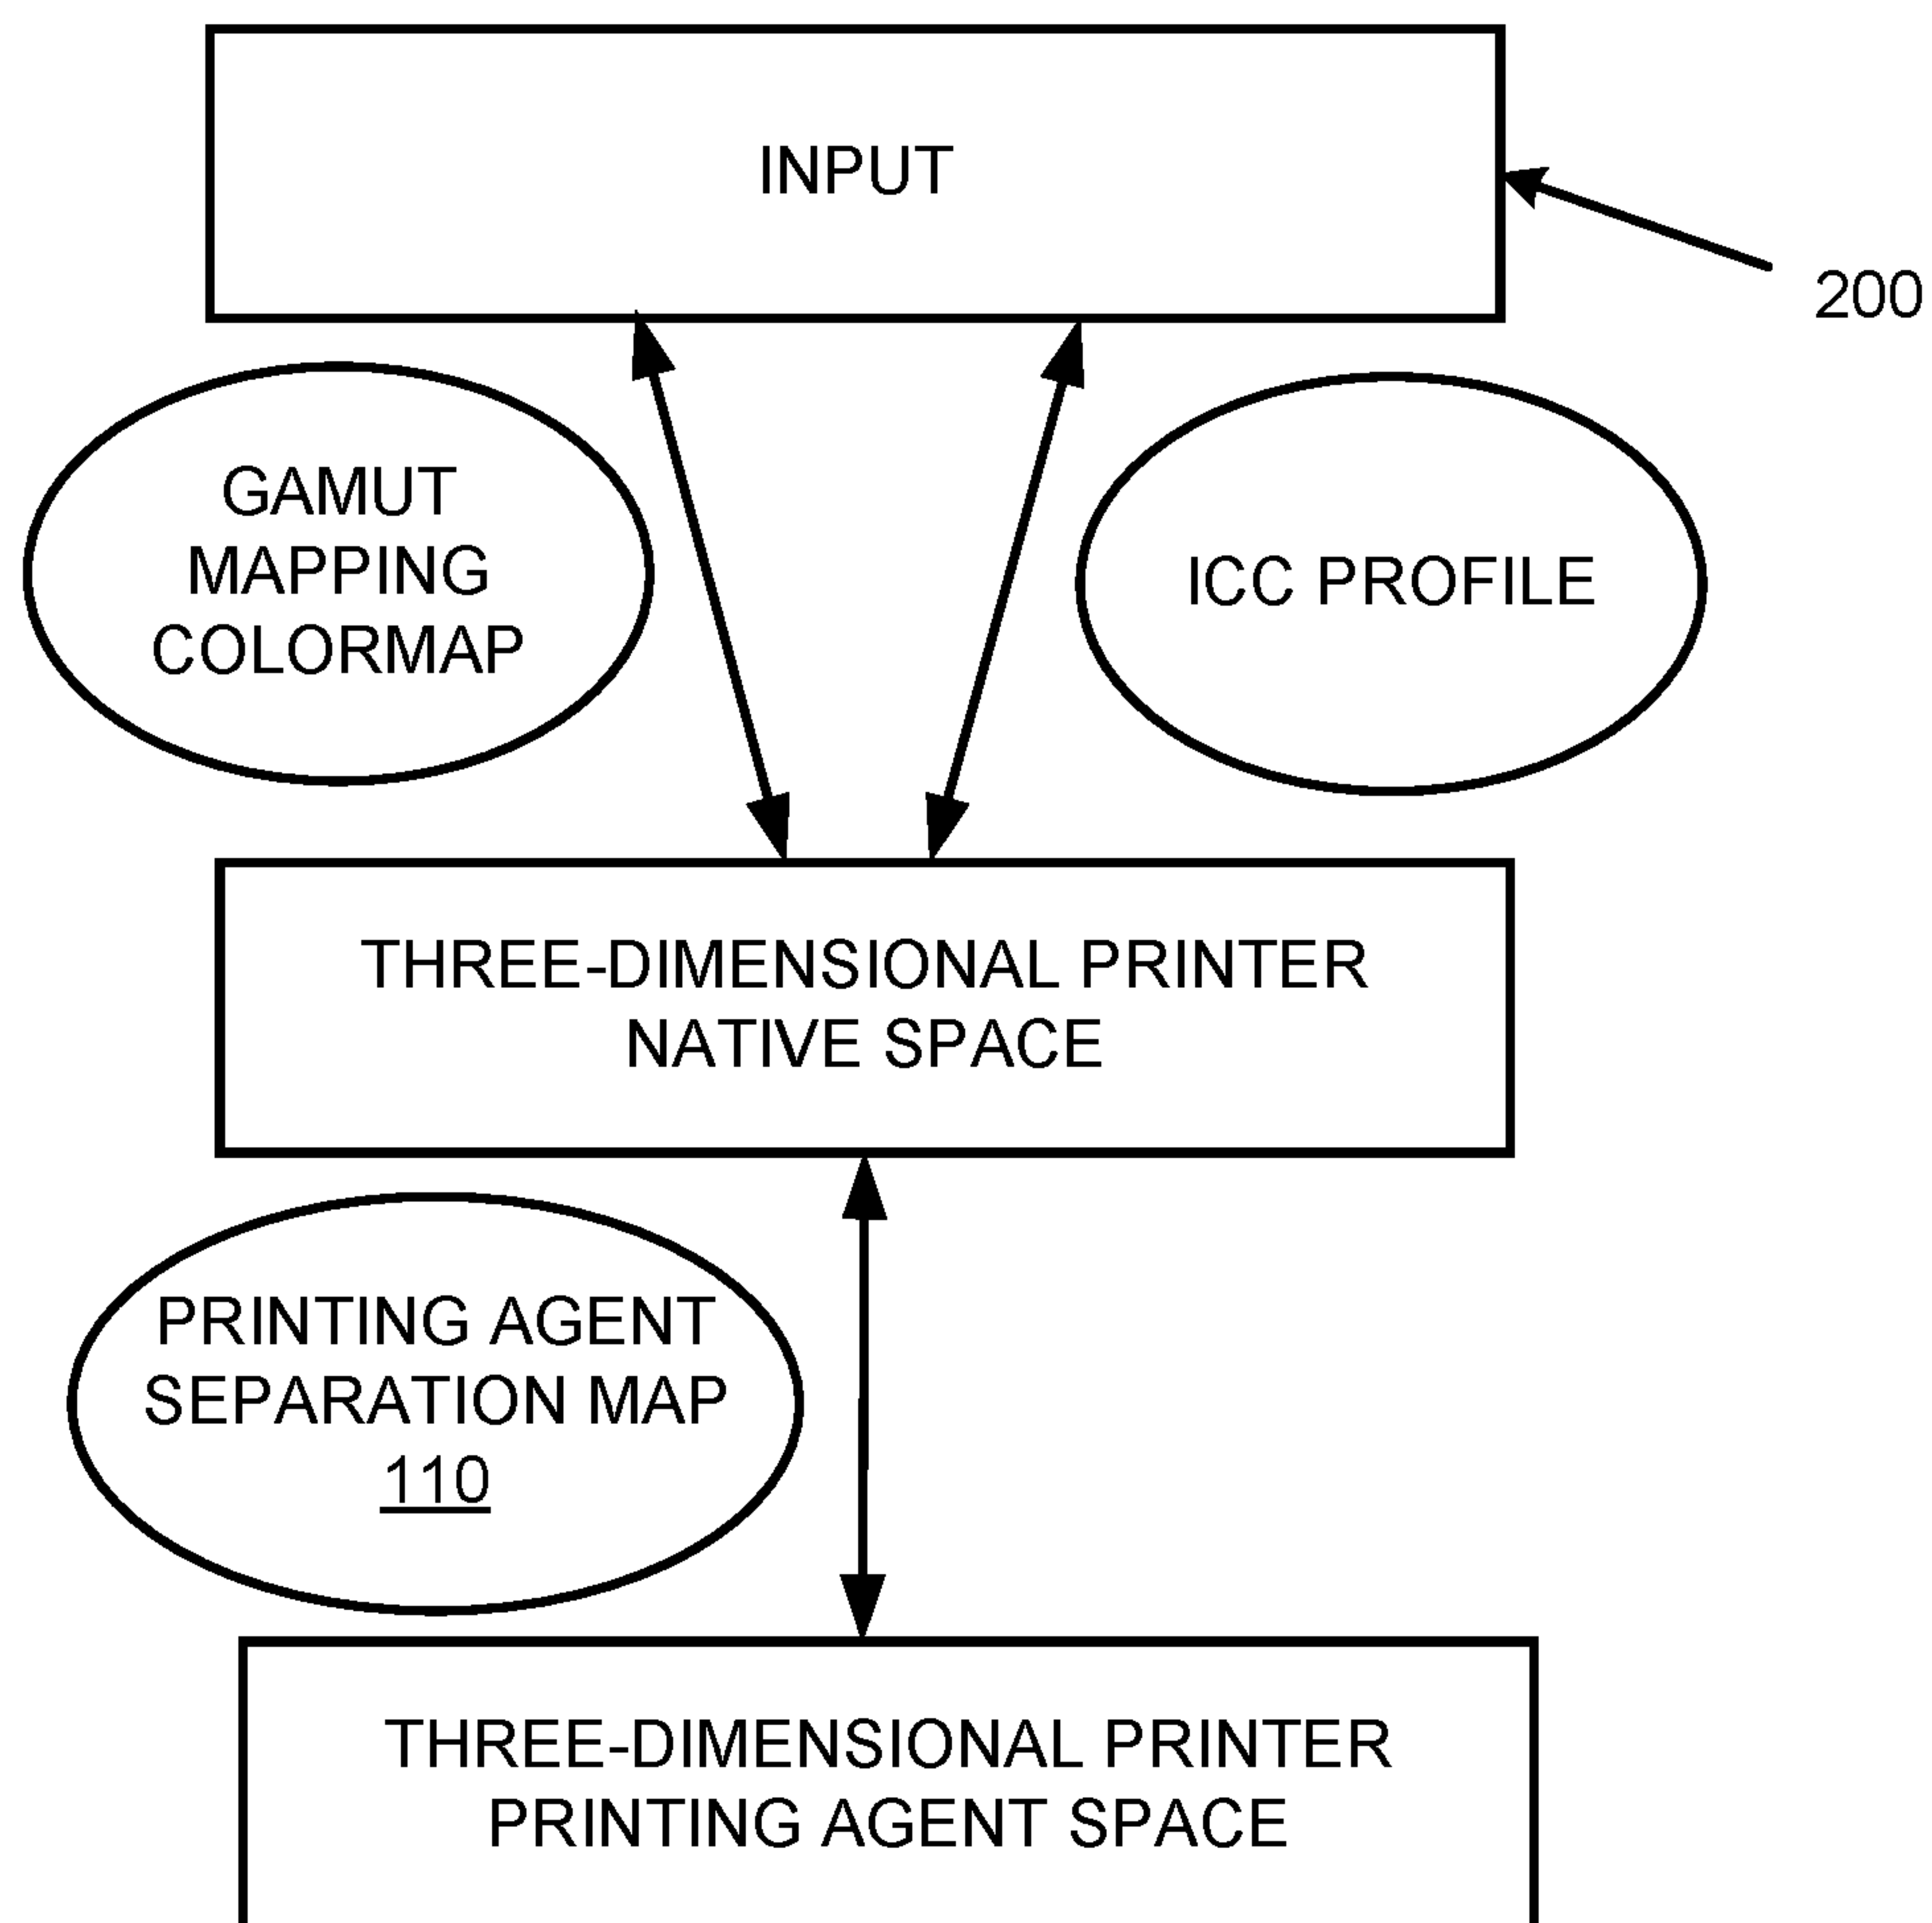 INPUT
200
GAMUT
MAPPING
COLORMAP
ICC PROFILE
THREE-DIMENSIONAL PRINTER
NATIVE SPACE
PRINTING AGENT
SEPARATION MAP
110
THREE-DIMENSIONAL PRINTER
PRINTING AGENT SPACE